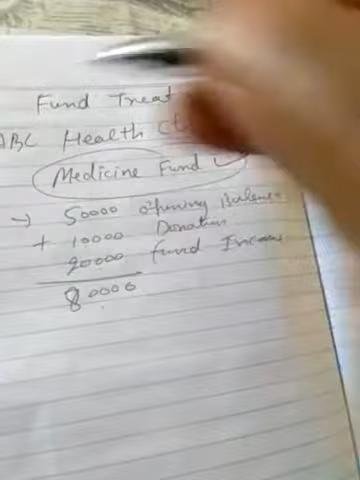 Fund Treat
ABC Health
Medicine Fund
→ 50000 opening Balance
+ 10000 Donation
20000 fund Income
80000